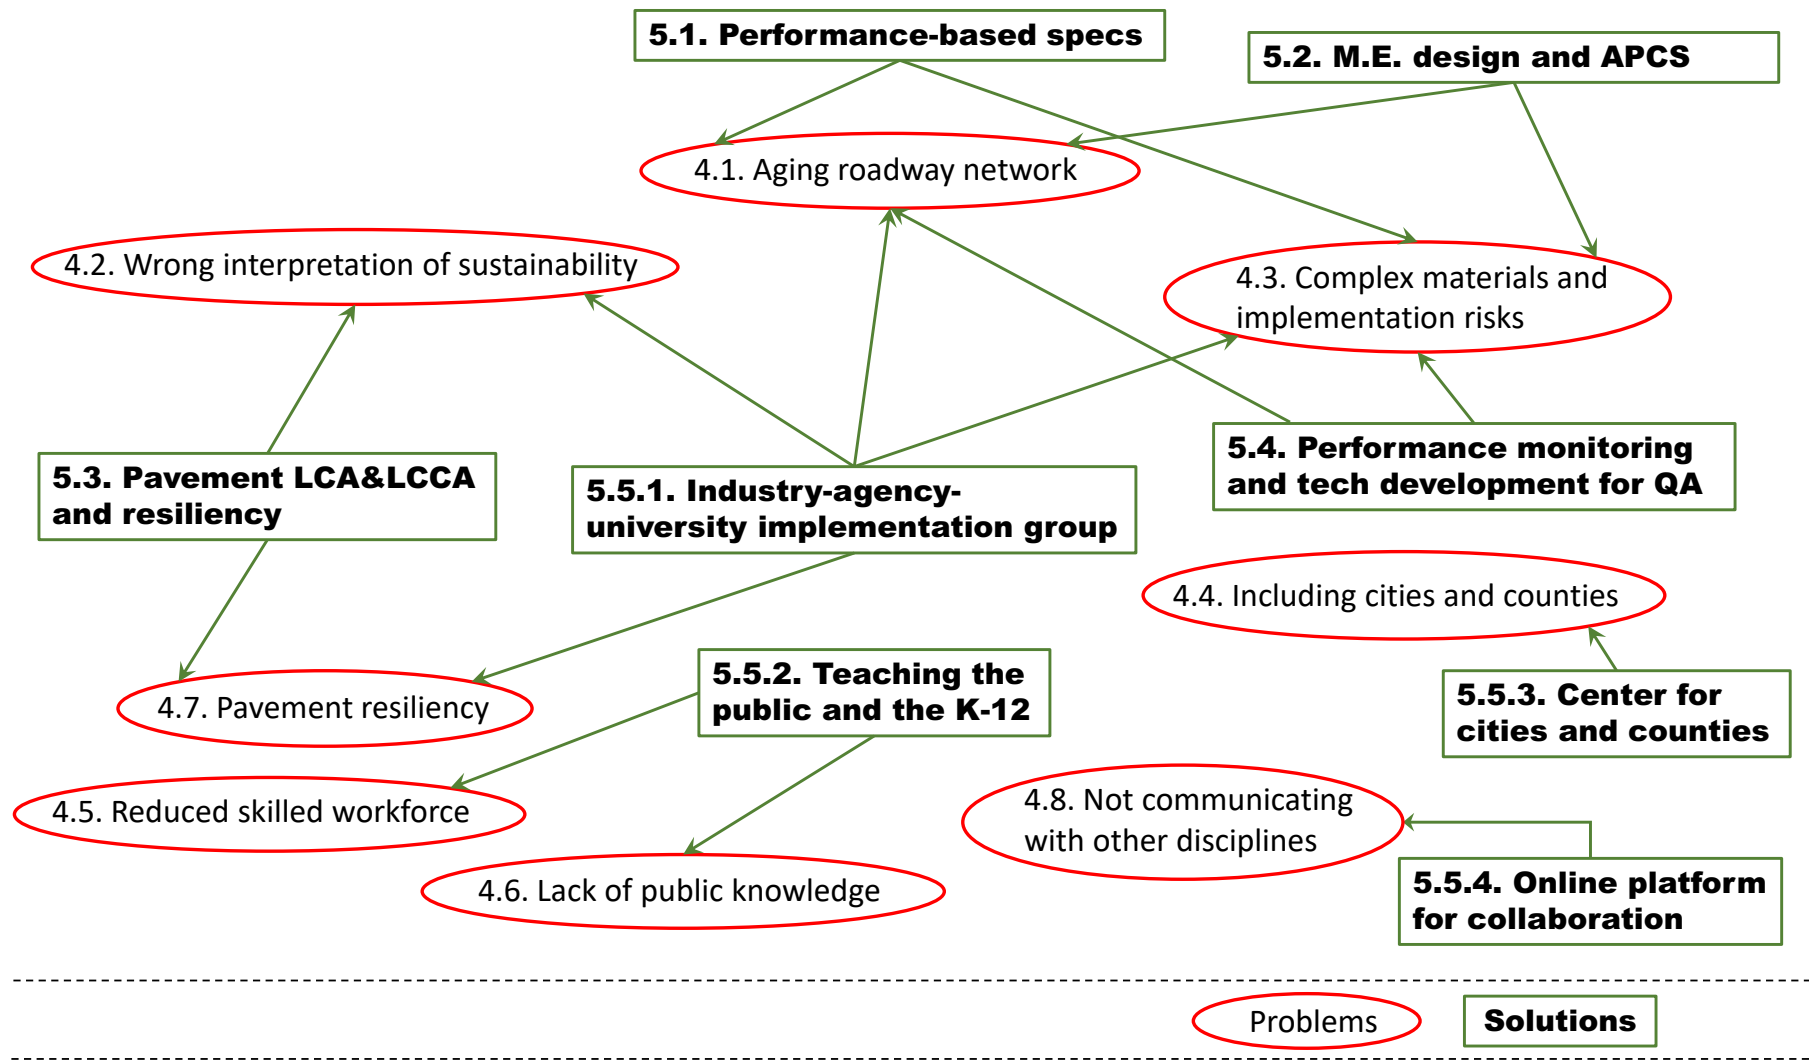 5.1. Performance-based specs
5.2. M.E. design and APCS
4.1. Aging roadway network
4.2. Wrong interpretation of sustainability
4.3. Complex materials and
implementation risks
5.3. Pavement LCA&LCCA
and resiliency
5.5.1. Industry-agency-
university implementation group
5.4. Performance monitoring
and tech development for QA
4.4. Including cities and counties
4.7. Pavement resiliency
5.5.2. Teaching the
public and the K-12
5.5.3. Center for
cities and counties
4.5. Reduced skilled workforce
4.8. Not communicating
with other disciplines
4.6. Lack of public knowledge
5.5.4. Online platform
for collaboration
Problems
Solutions